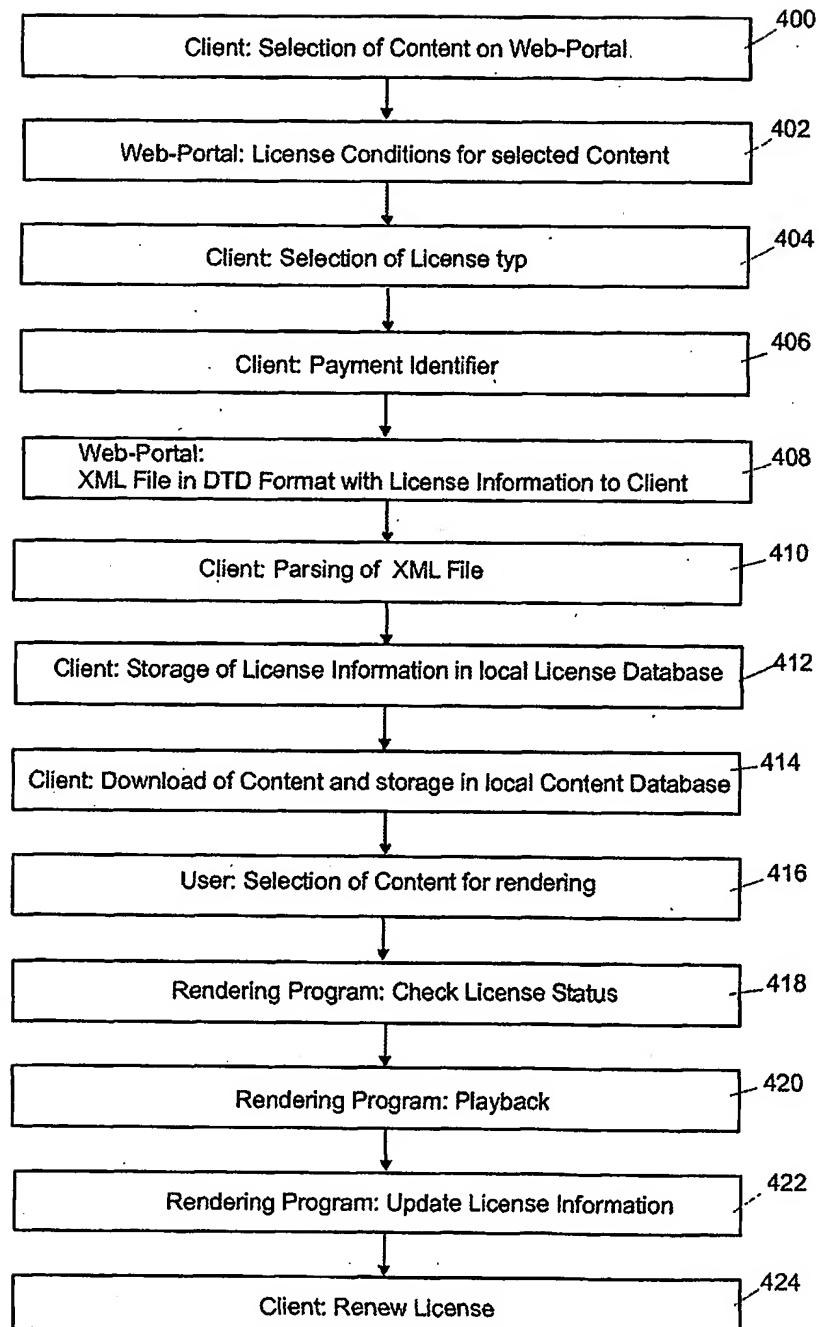 400
Client: Selection of Content on Web-Portal.
402
Web-Portal: License Conditions for selected Content
404
Client: Selection of License typ
406
Client: Payment Identifier
408
Web-Portal:
XML File in DTD Format with License Information to Client
410
Client: Parsing of XML File
412
Client: Storage of License Information in local License Database
414
Client: Download of Content and storage in local Content Database
416
User: Selection of Content for rendering
418
Rendering Program: Check License Status
420
Rendering Program: Playback
422
Rendering Program: Update License Information
424
Client: Renew License